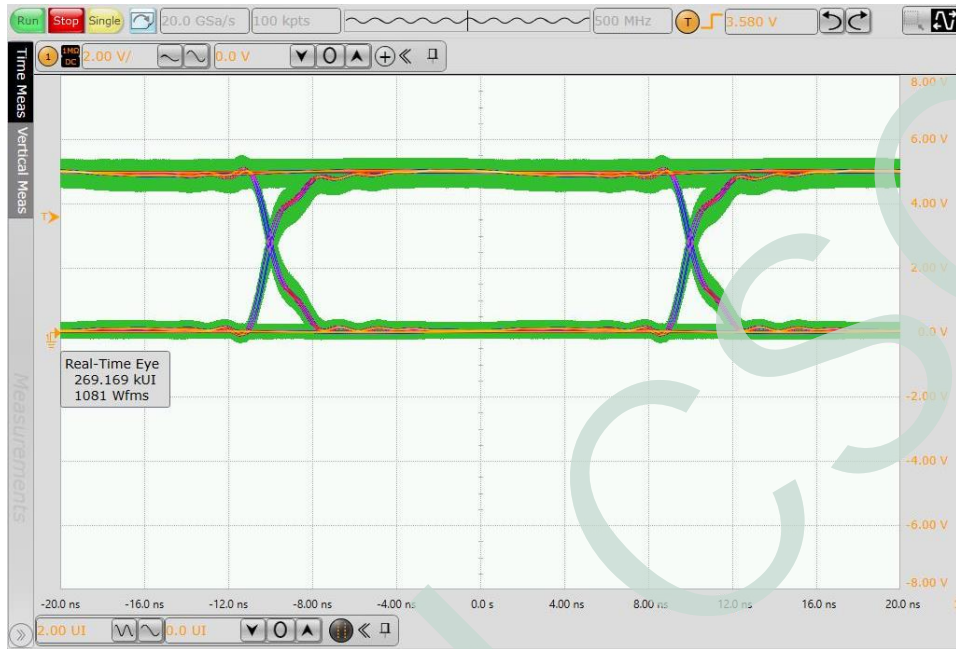 Run Stop Single 20.0 GSa/s 100 kpts 500 MHz T 3.580 V
1 1MΩ DC 2.00 V/ 0.0 V
Time Meas
Vertical Meas
Measurements
8.00 V
6.00 V
4.00 V
T
2.00 V
0.0 V
-2.00 V
-4.00 V
-6.00 V
-8.00 V
Real-Time Eye
269.169 kUI
1081 Wfms
-20.0 ns -16.0 ns -12.0 ns -8.00 ns -4.00 ns 0.0 s 4.00 ns 8.00 ns 12.0 ns 16.0 ns 20.0 ns
2.00 UI 0.0 UI